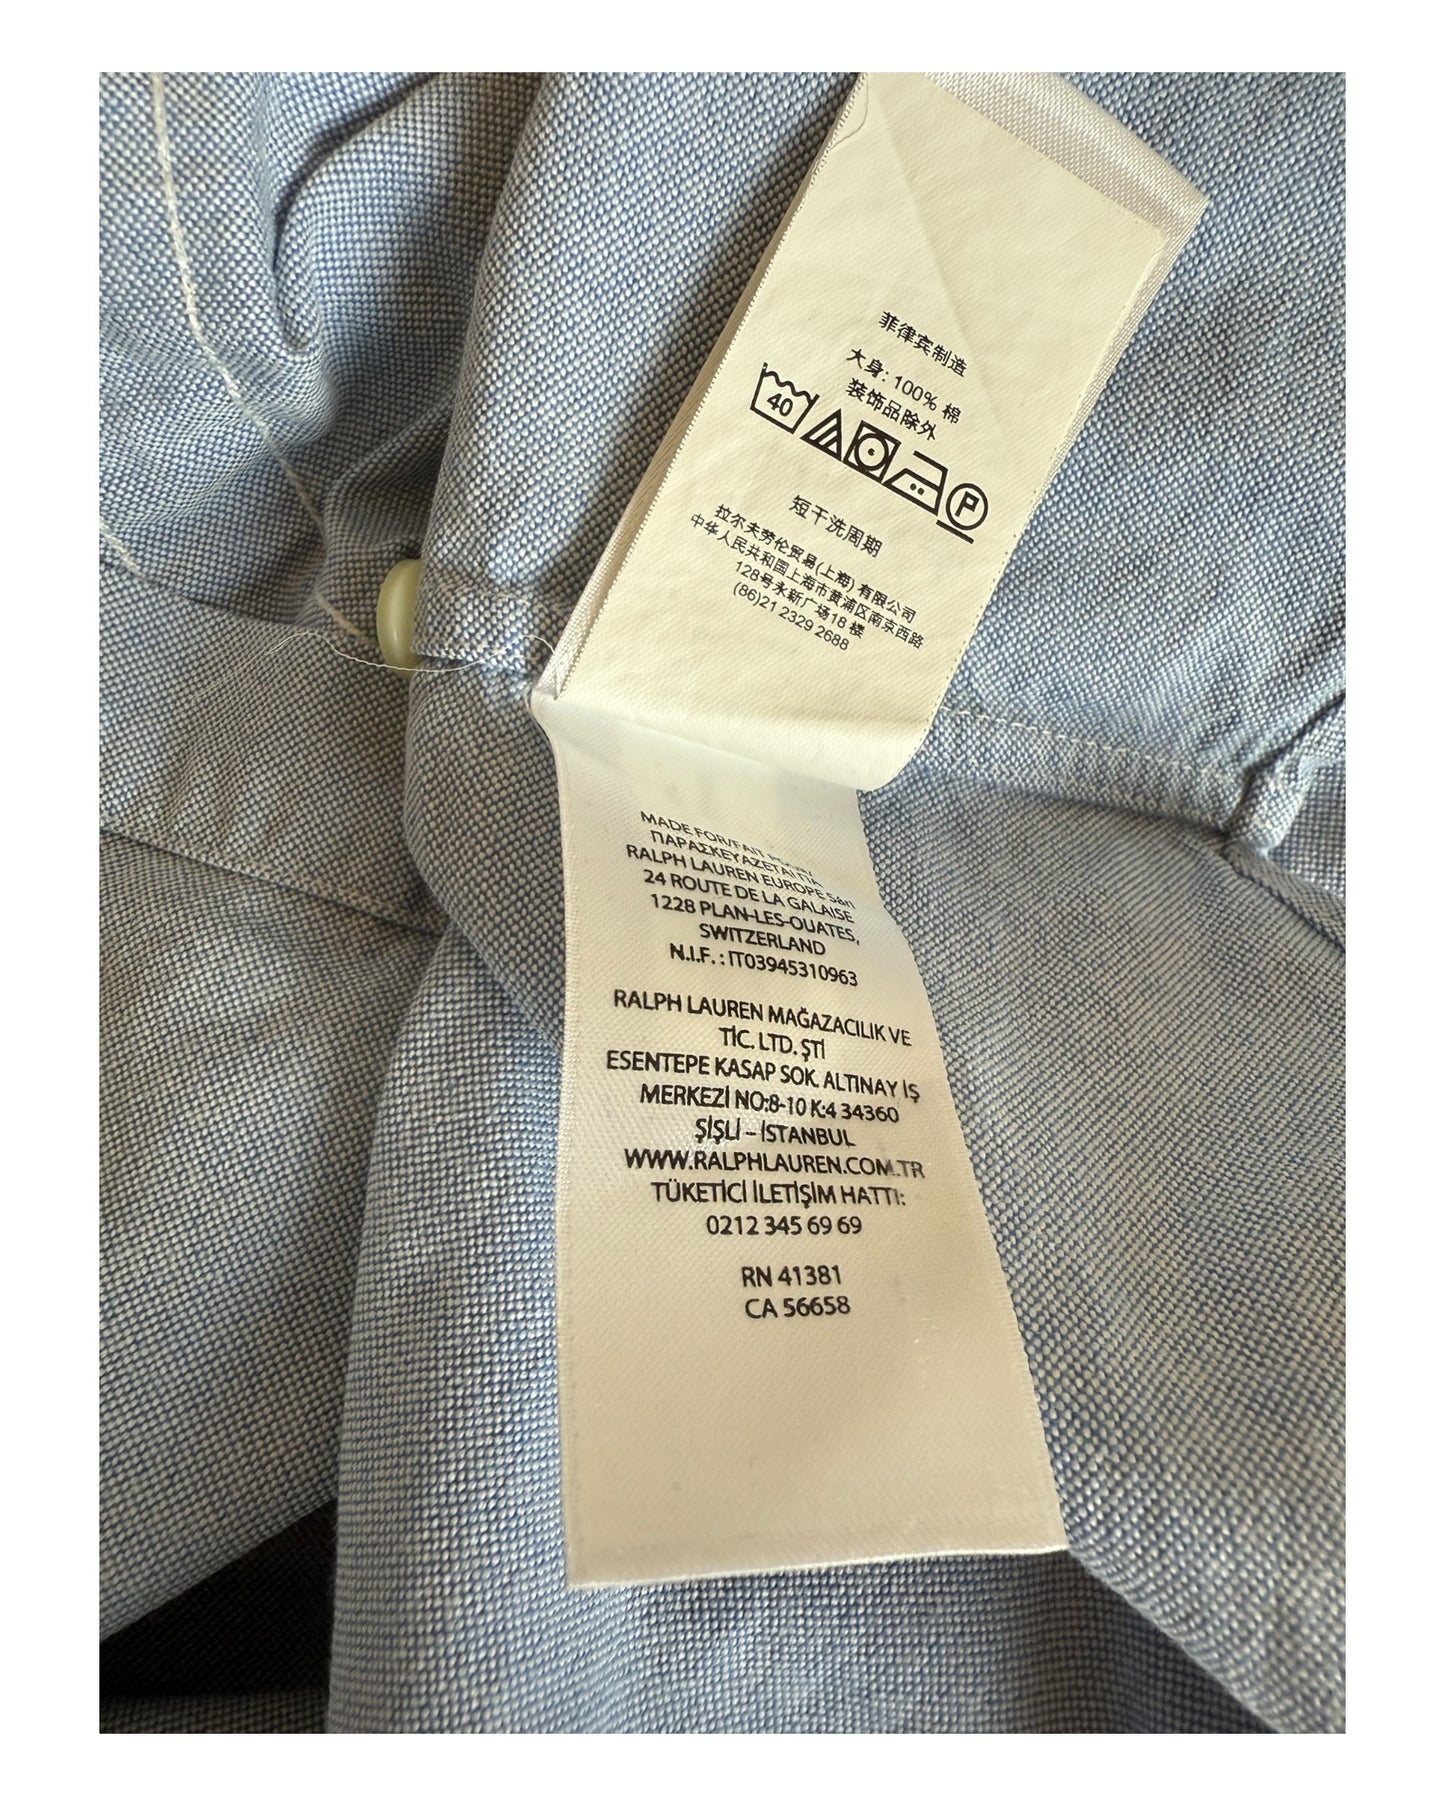 菲律宾制造
大身: 100% 棉
装饰品除外
40
P
短干洗周期
拉尔夫劳伦贸易(上海) 有限公司
中华人民共和国上海市黄浦区南京西路
128号永新广场18 楼
(86)21 2329 2688
MADE FOR/FAIT POUR/
ΠΑΡΑΣΚΕΥΑΖΕΤΑΙ ΓΙΑ
RALPH LAUREN EUROPE Sàrl
24 ROUTE DE LA GALAISE
1228 PLAN-LES-OUATES,
SWITZERLAND
N.I.F. : IT03945310963
RALPH LAUREN MAĞAZACILIK VE
TİC. LTD. ŞTİ
ESENTEPE KASAP SOK. ALTINAY İŞ
MERKEZİ NO:8-10 K:4 34360
ŞİŞLİ – İSTANBUL
WWW.RALPHLAUREN.COM.TR
TÜKETİCİ İLETİŞİM HATTI:
0212 345 69 69
RN 41381
CA 56658